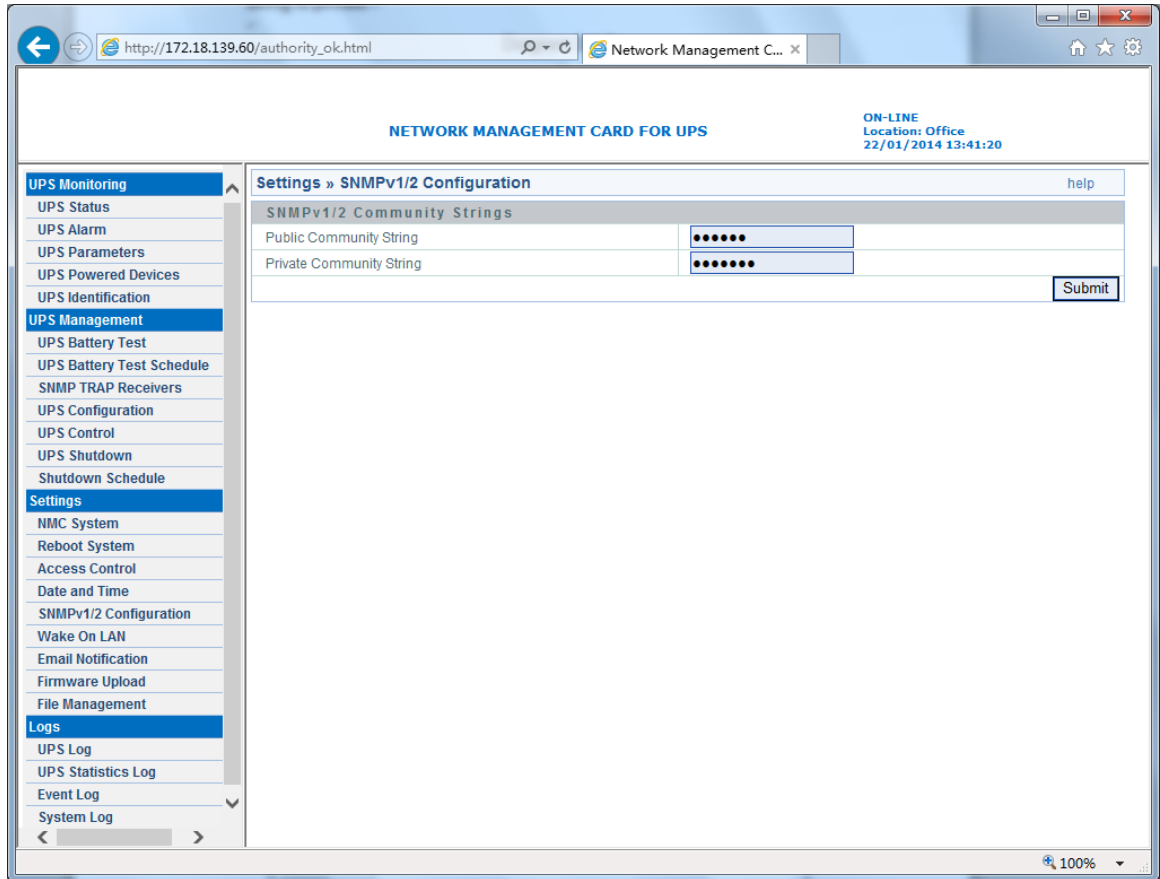 http://172.18.139.60/authority_ok.html
Network Management C...
NETWORK MANAGEMENT CARD FOR UPS
ON-LINE
Location: Office
22/01/2014 13:41:20
UPS Monitoring
UPS Status
UPS Alarm
UPS Parameters
UPS Powered Devices
UPS Identification
UPS Management
UPS Battery Test
UPS Battery Test Schedule
SNMP TRAP Receivers
UPS Configuration
UPS Control
UPS Shutdown
Shutdown Schedule
Settings
NMC System
Reboot System
Access Control
Date and Time
SNMPv1/2 Configuration
Wake On LAN
Email Notification
Firmware Upload
File Management
Logs
UPS Log
UPS Statistics Log
Event Log
System Log
Settings » SNMPv1/2 Configuration
help
SNMPv1/2 Community Strings
Public Community String ●●●●●●
Private Community String ●●●●●●●
Submit
100%